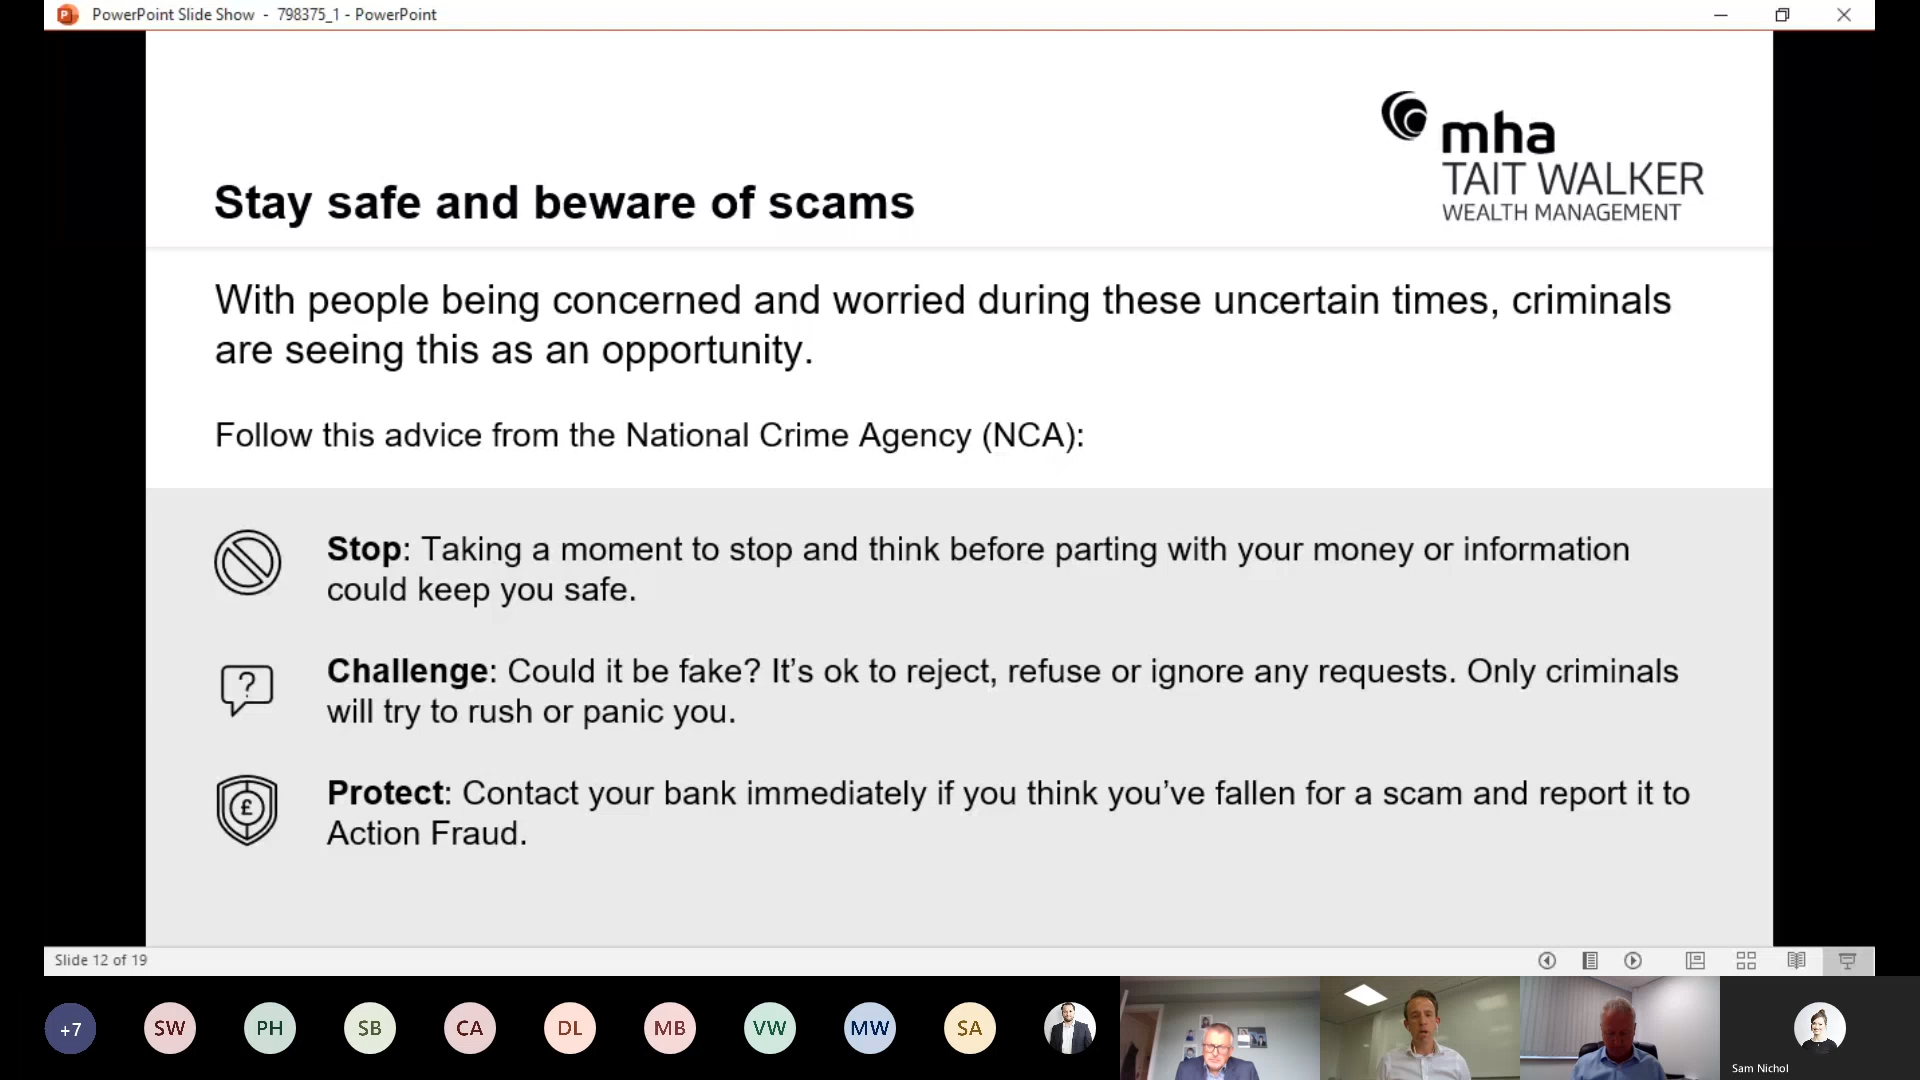 PowerPoint Slide Show - 798375_1 - PowerPoint
mha
TAIT WALKER
WEALTH MANAGEMENT
Stay safe and beware of scams
With people being concerned and worried during these uncertain times, criminals
are seeing this as an opportunity.
Follow this advice from the National Crime Agency (NCA):
Stop: Taking a moment to stop and think before parting with your money or information
could keep you safe.
?
Challenge: Could it be fake? It’s ok to reject, refuse or ignore any requests. Only criminals
will try to rush or panic you.
£
Protect: Contact your bank immediately if you think you’ve fallen for a scam and report it to
Action Fraud.
Slide 12 of 19
+7 SW PH SB CA DL MB VW MW SA
Sam Nichol